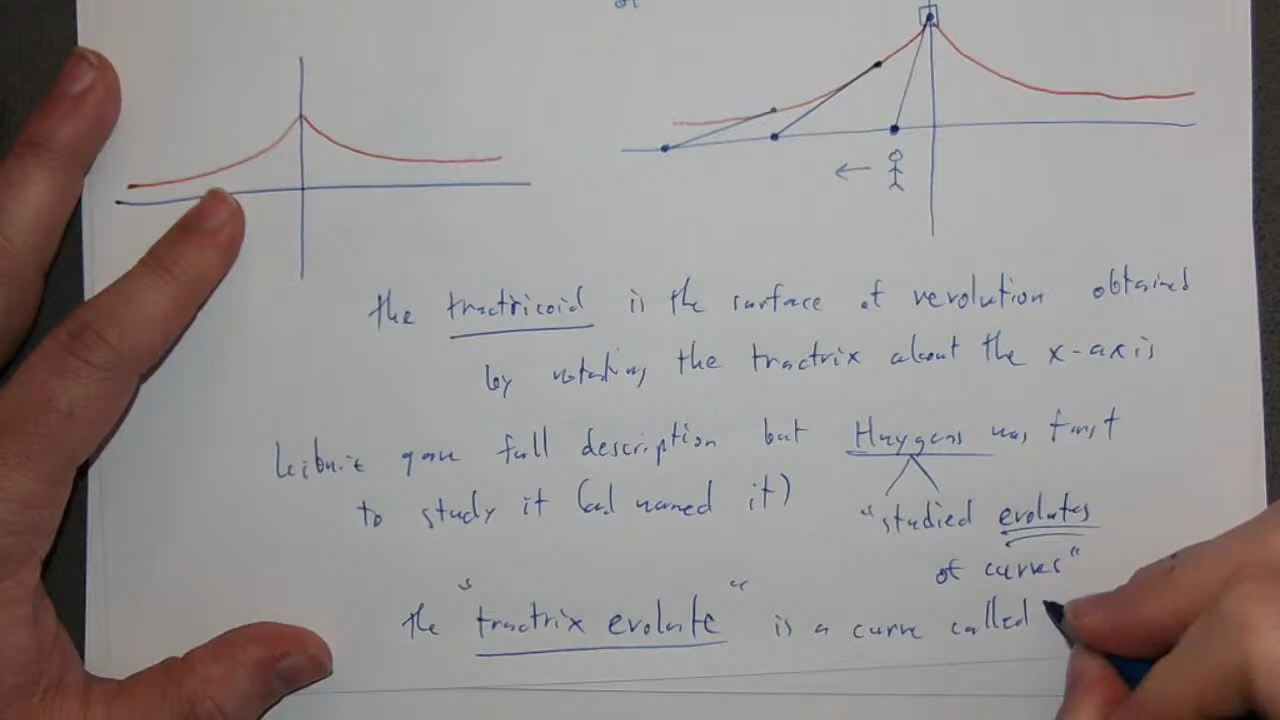 of
the tractricoid is the surface of revolution obtained
by rotating the tractrix about the x-axis
Leibniz gave full description but Huygens was first
to study it (and named it)
"studied evolutes
of curves"
the "tractrix evolute" is a curve called